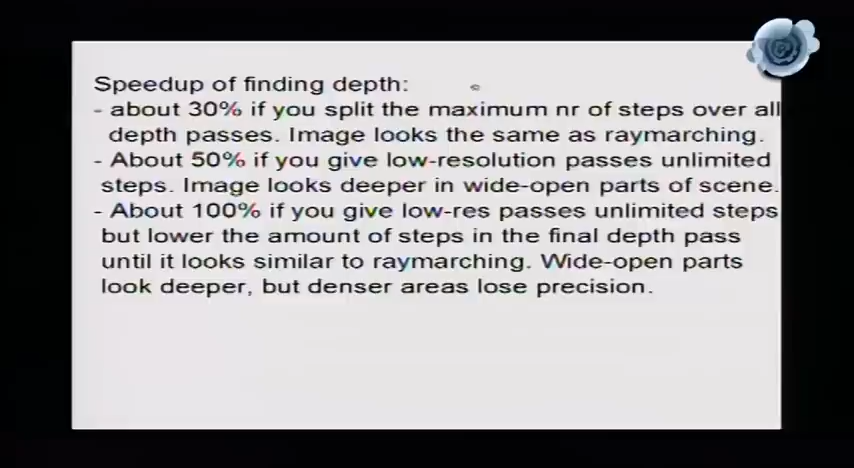 Speedup of finding depth:
- about 30% if you split the maximum nr of steps over all
depth passes. Image looks the same as raymarching.
- About 50% if you give low-resolution passes unlimited
steps. Image looks deeper in wide-open parts of scene.
- About 100% if you give low-res passes unlimited steps
but lower the amount of steps in the final depth pass
until it looks similar to raymarching. Wide-open parts
look deeper, but denser areas lose precision.